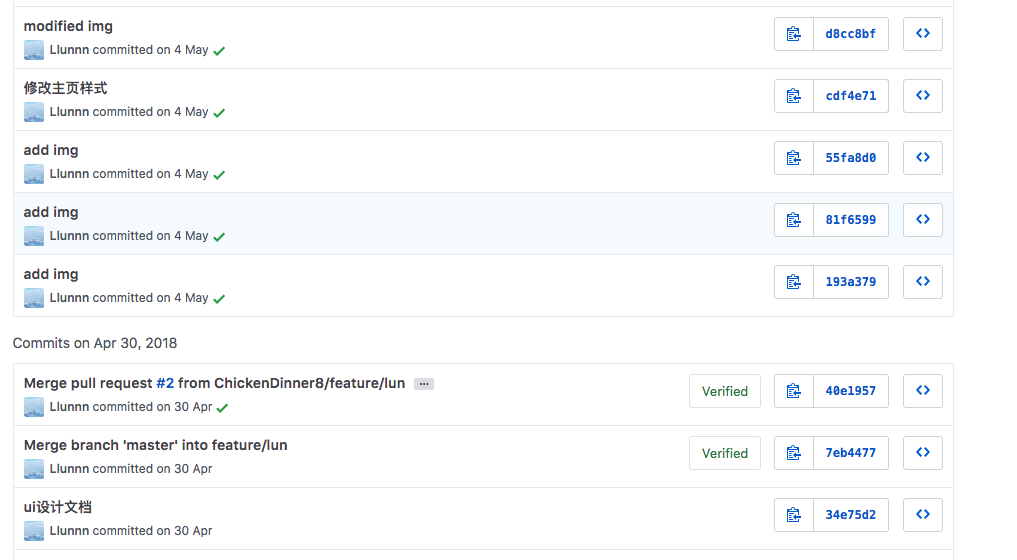 modified img
Llunnn committed on 4 May
d8cc8bf
修改主页样式
Llunnn committed on 4 May
cdf4e71
add img
Llunnn committed on 4 May
55fa8d0
add img
Llunnn committed on 4 May
81f6599
add img
Llunnn committed on 4 May
193a379
Commits on Apr 30, 2018
Merge pull request #2 from ChickenDinner8/feature/lun …
Llunnn committed on 30 Apr
Verified
40e1957
Merge branch 'master' into feature/lun
Llunnn committed on 30 Apr
Verified
7eb4477
ui设计文档
Llunnn committed on 30 Apr
34e75d2